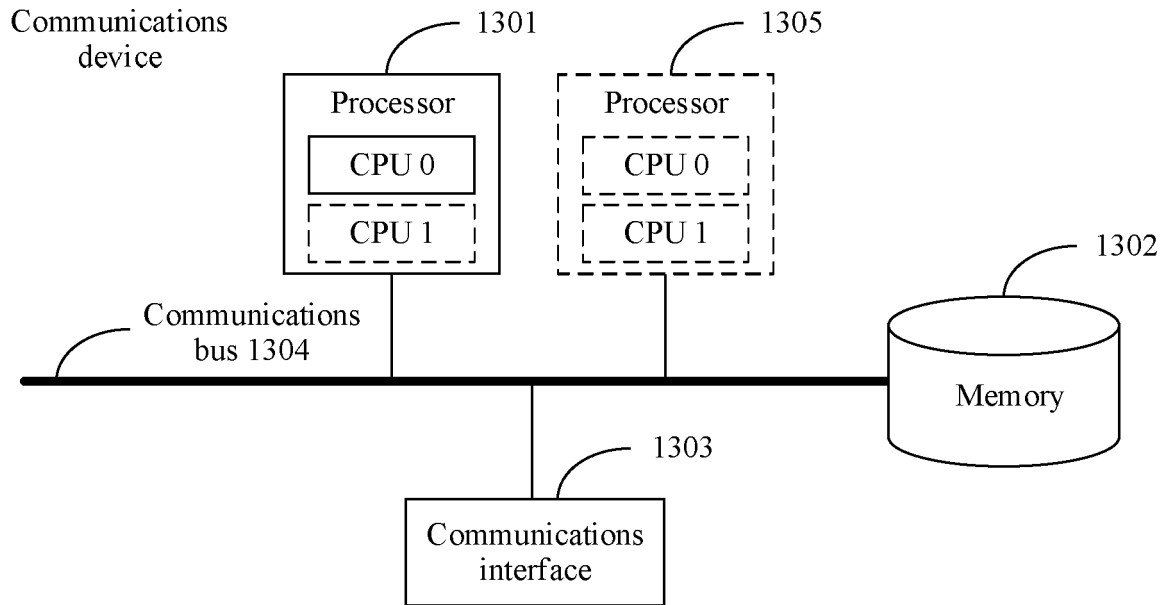 Communications
device
1301
1305
Processor
CPU 0
CPU 1
Processor
CPU 0
CPU 1
1302
Communications
bus 1304
Memory
1303
Communications
interface